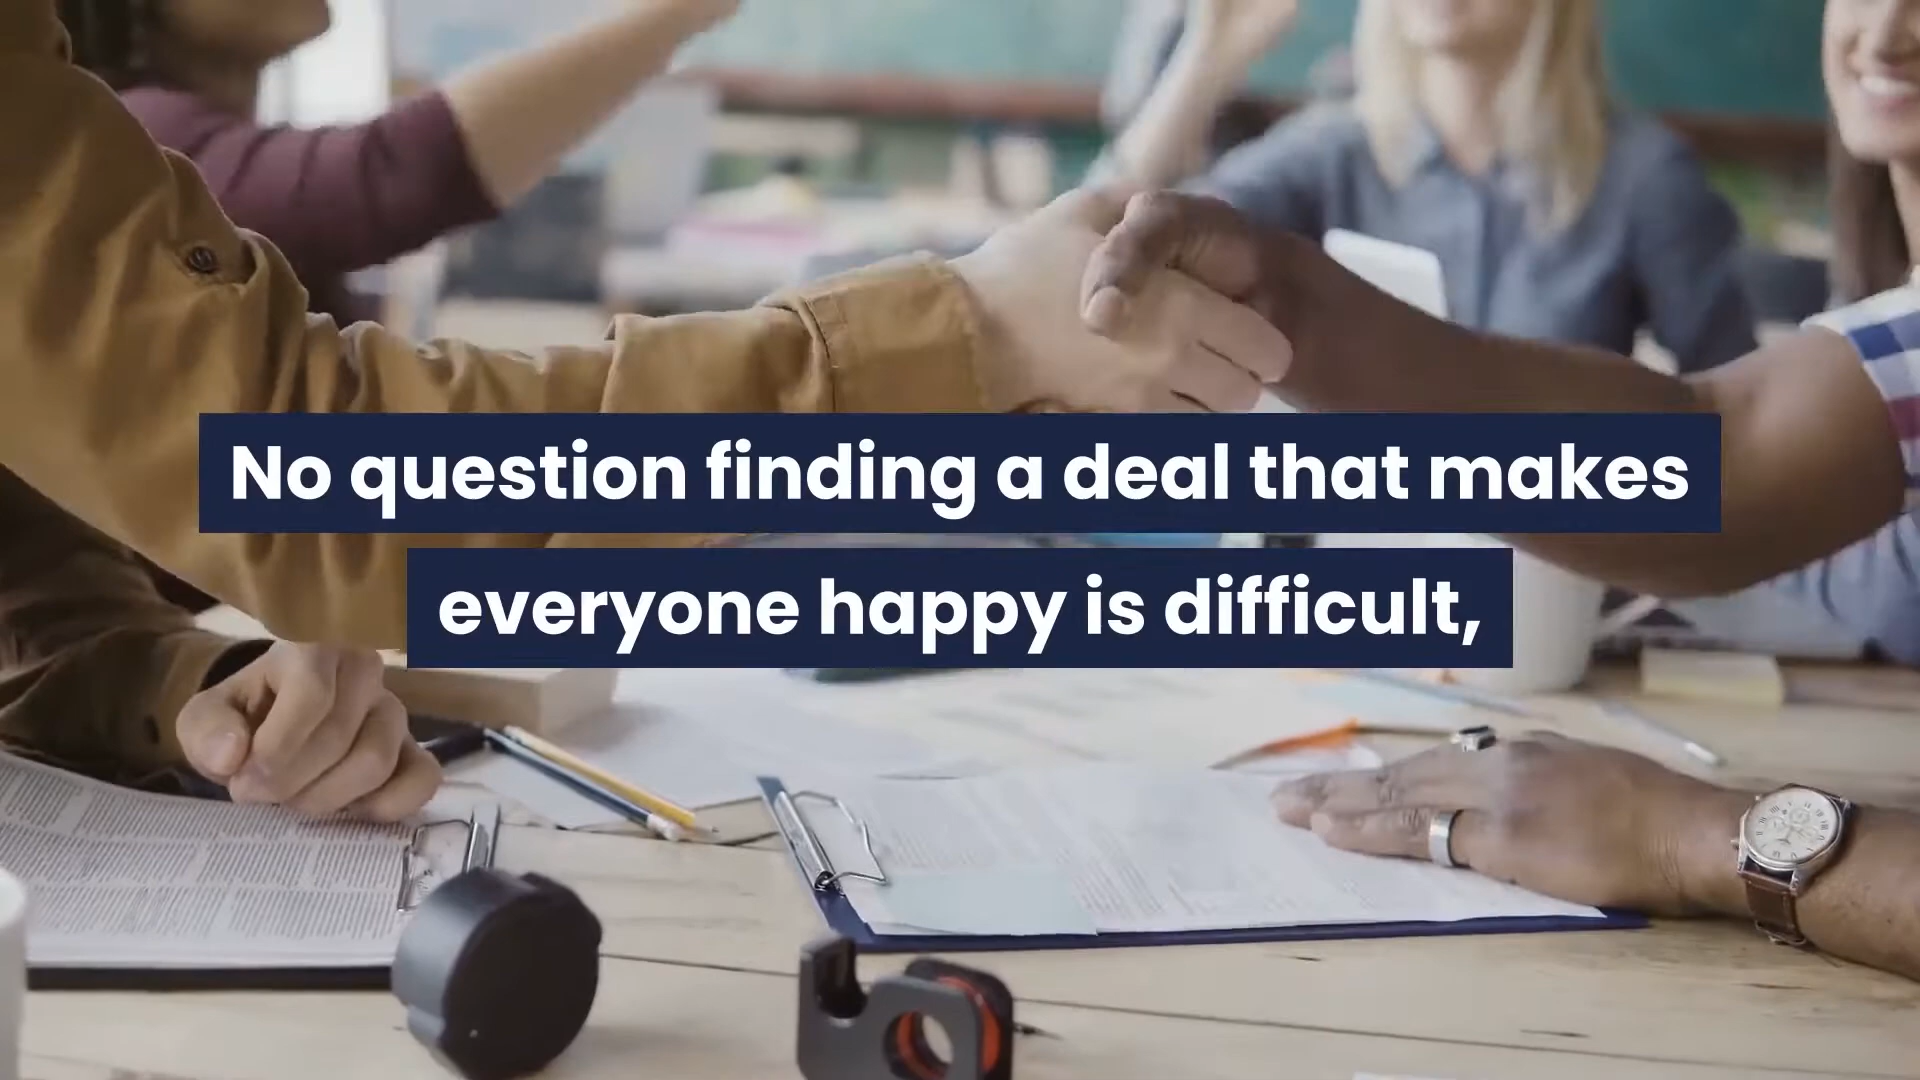 No question finding a deal that makes
everyone happy is difficult,